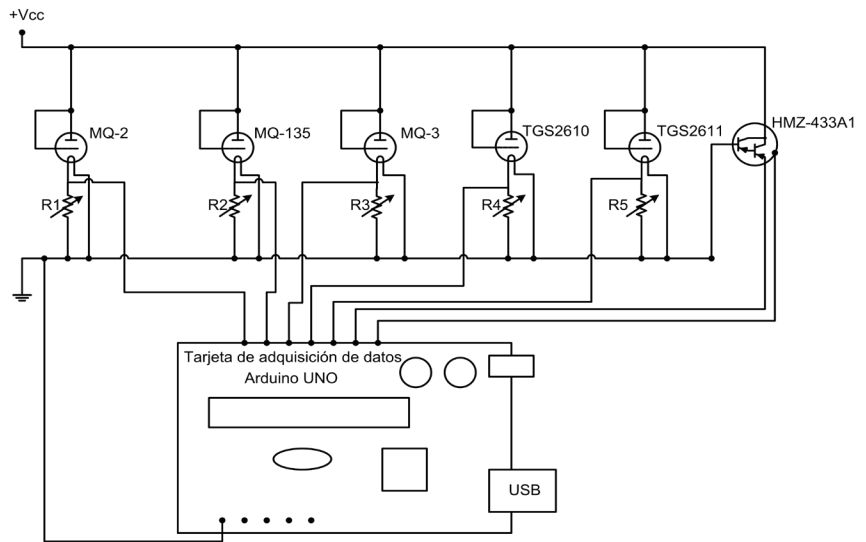 +Vcc
MQ-2
MQ-135
MQ-3
TGS2610
TGS2611
HMZ-433A1
R1
R2
R3
R4
R5
Tarjeta de adquisición de datos
Arduino UNO
USB